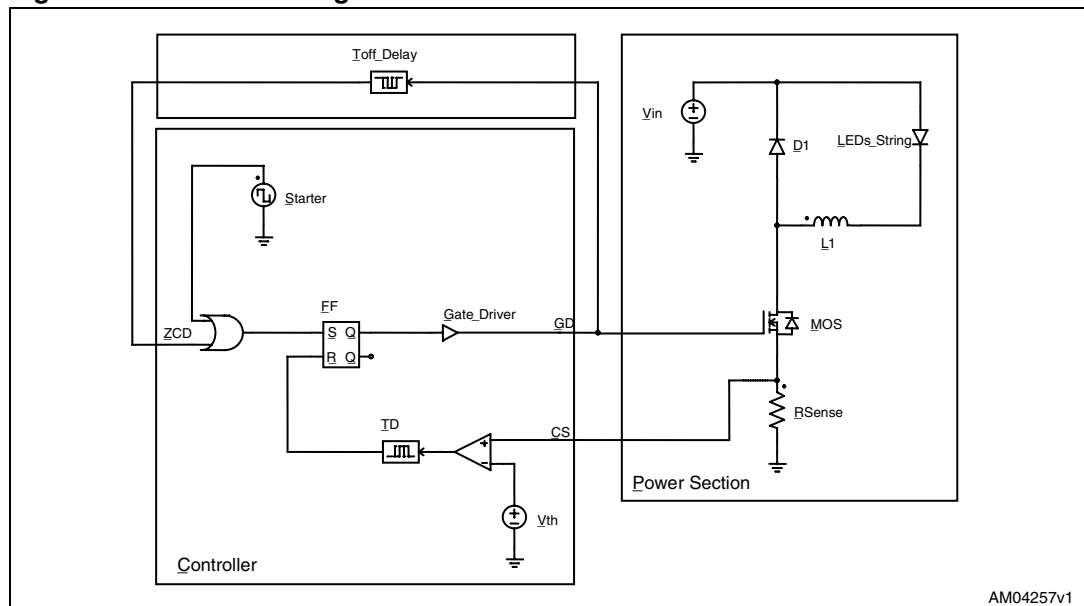 Toff_Delay
Vin
D1
LEDs_String
Starter
L1
FF
Gate_Driver
GD
ZCD
S Q
R Q
MOS
TD
CS
RSense
Vth
Power Section
Controller
AM04257v1